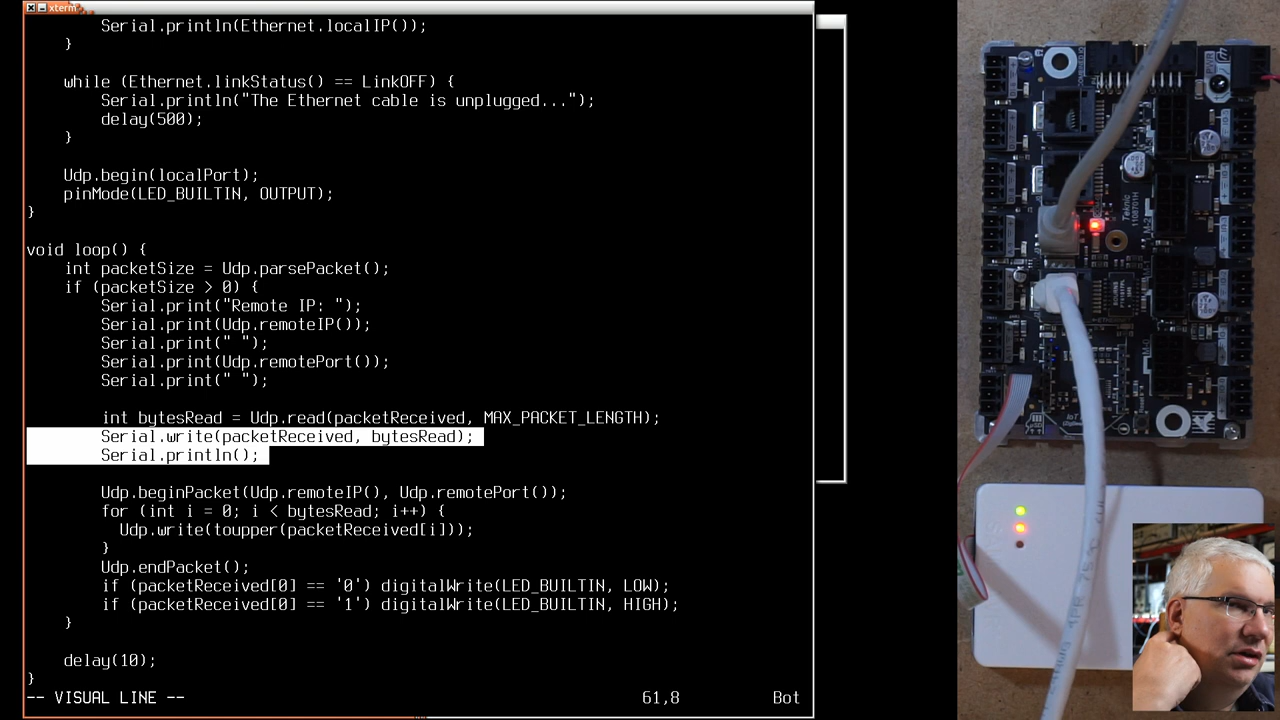 xterm
Serial.println(Ethernet.localIP());
}
while (Ethernet.linkStatus() == LinkOFF) {
Serial.println("The Ethernet cable is unplugged...");
delay(500);
}
Udp.begin(localPort);
pinMode(LED_BUILTIN, OUTPUT);
}
void loop() {
int packetSize = Udp.parsePacket();
if (packetSize > 0) {
Serial.print("Remote IP: ");
Serial.print(Udp.remoteIP());
Serial.print(" ");
Serial.print(Udp.remotePort());
Serial.print(" ");
int bytesRead = Udp.read(packetReceived, MAX_PACKET_LENGTH);
Serial.write(packetReceived, bytesRead);
Serial.println();
Udp.beginPacket(Udp.remoteIP(), Udp.remotePort());
for (int i = 0; i < bytesRead; i++) {
Udp.write(toupper(packetReceived[i]));
}
Udp.endPacket();
if (packetReceived[0] == '0') digitalWrite(LED_BUILTIN, LOW);
if (packetReceived[0] == '1') digitalWrite(LED_BUILTIN, HIGH);
}
delay(10);
}
-- VISUAL LINE --
61,8
Bot
PWR
Teknic
M-2
M-0
BOURNS